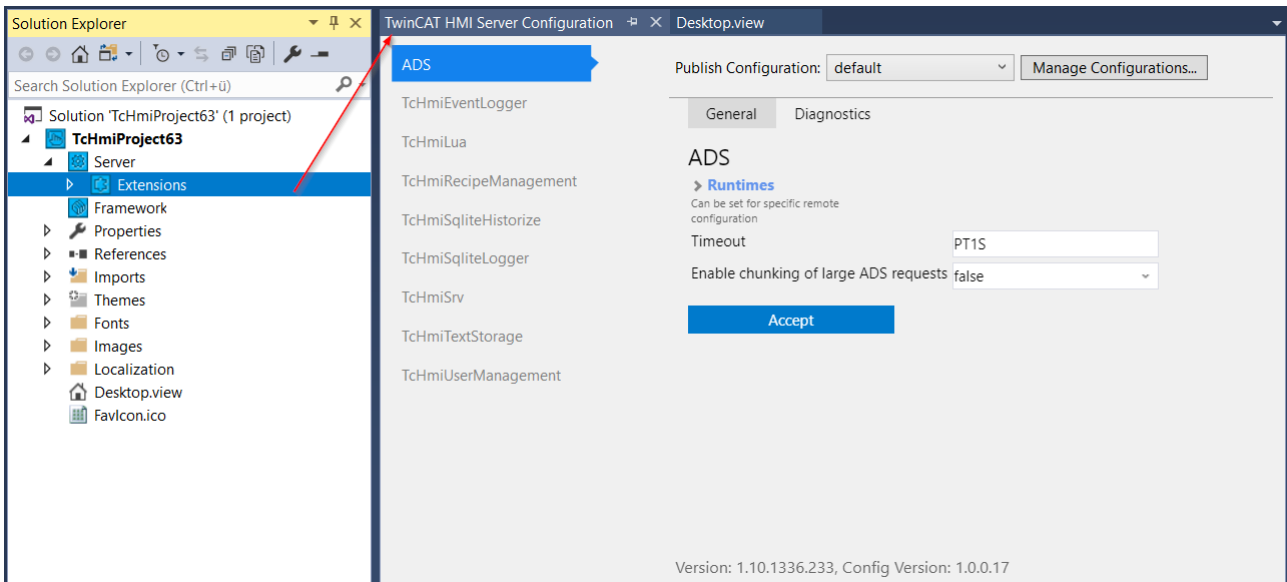 Solution Explorer
Search Solution Explorer (Ctrl+ü)
Solution 'TcHmiProject63' (1 project)
TcHmiProject63
Server
Extensions
Framework
Properties
References
Imports
Themes
Fonts
Images
Localization
Desktop.view
FavIcon.ico
TwinCAT HMI Server Configuration
Desktop.view
ADS
TcHmiEventLogger
TcHmiLua
TcHmiRecipeManagement
TcHmiSqliteHistorize
TcHmiSqliteLogger
TcHmiSrv
TcHmiTextStorage
TcHmiUserManagement
Publish Configuration: default Manage Configurations...
General Diagnostics
ADS
Runtimes
Can be set for specific remote
configuration
Timeout PT1S
Enable chunking of large ADS requests false
Accept
Version: 1.10.1336.233, Config Version: 1.0.0.17